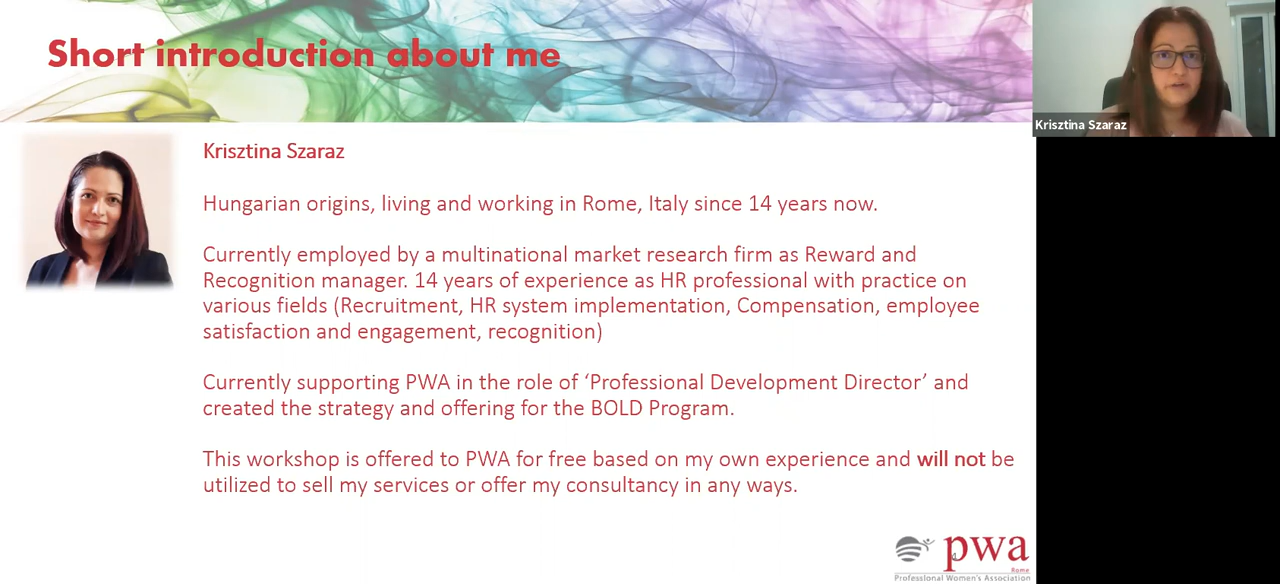 Short introduction about me
Krisztina Szaraz
Krisztina Szaraz
Hungarian origins, living and working in Rome, Italy since 14 years now.
Currently employed by a multinational market research firm as Reward and
Recognition manager. 14 years of experience as HR professional with practice on
various fields (Recruitment, HR system implementation, Compensation, employee
satisfaction and engagement, recognition)
Currently supporting PWA in the role of ‘Professional Development Director’ and
created the strategy and offering for the BOLD Program.
This workshop is offered to PWA for free based on my own experience and will not be
utilized to sell my services or offer my consultancy in any ways.
4
pwa
Rome
Professional Women's Association